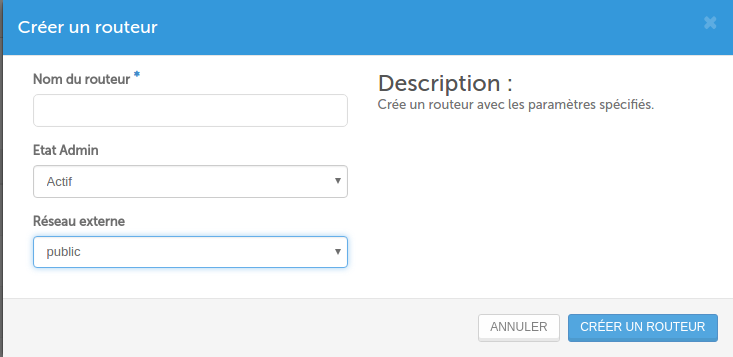 Créer un routeur
Nom du routeur *
Etat Admin
Actif
Réseau externe
public
Description :
Crée un routeur avec les paramètres spécifiés.
ANNULER
CRÉER UN ROUTEUR